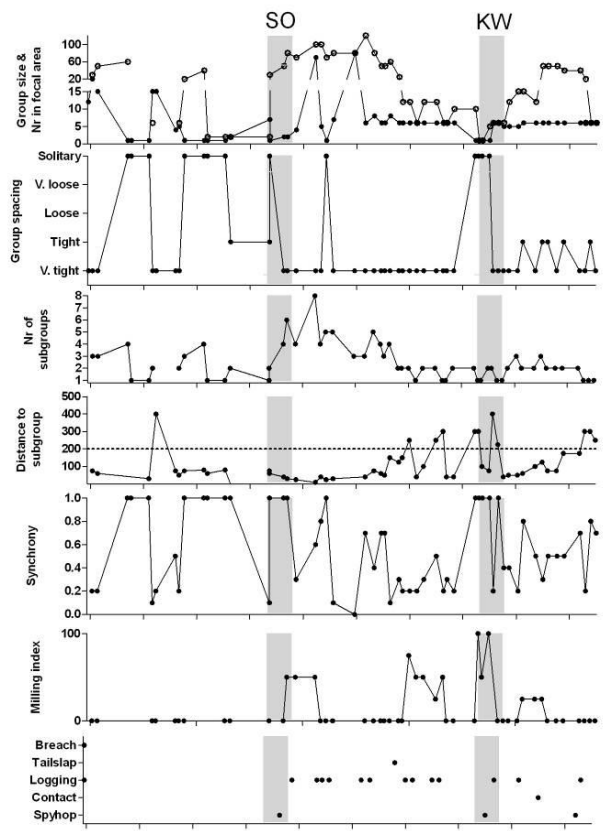 SO KW
Group size &
Nr in focal area
100
60
20
15
10
5
0
Group spacing
Solitary
V. loose
Loose
Tight
V. tight
Nr of
subgroups
8
7
6
5
4
3
2
1
Distance to
subgroup
500
400
300
200
100
Synchrony
1.0
0.8
0.6
0.4
0.2
0.0
Milling index
100
0
Breach
Tailslap
Logging
Contact
Spyhop